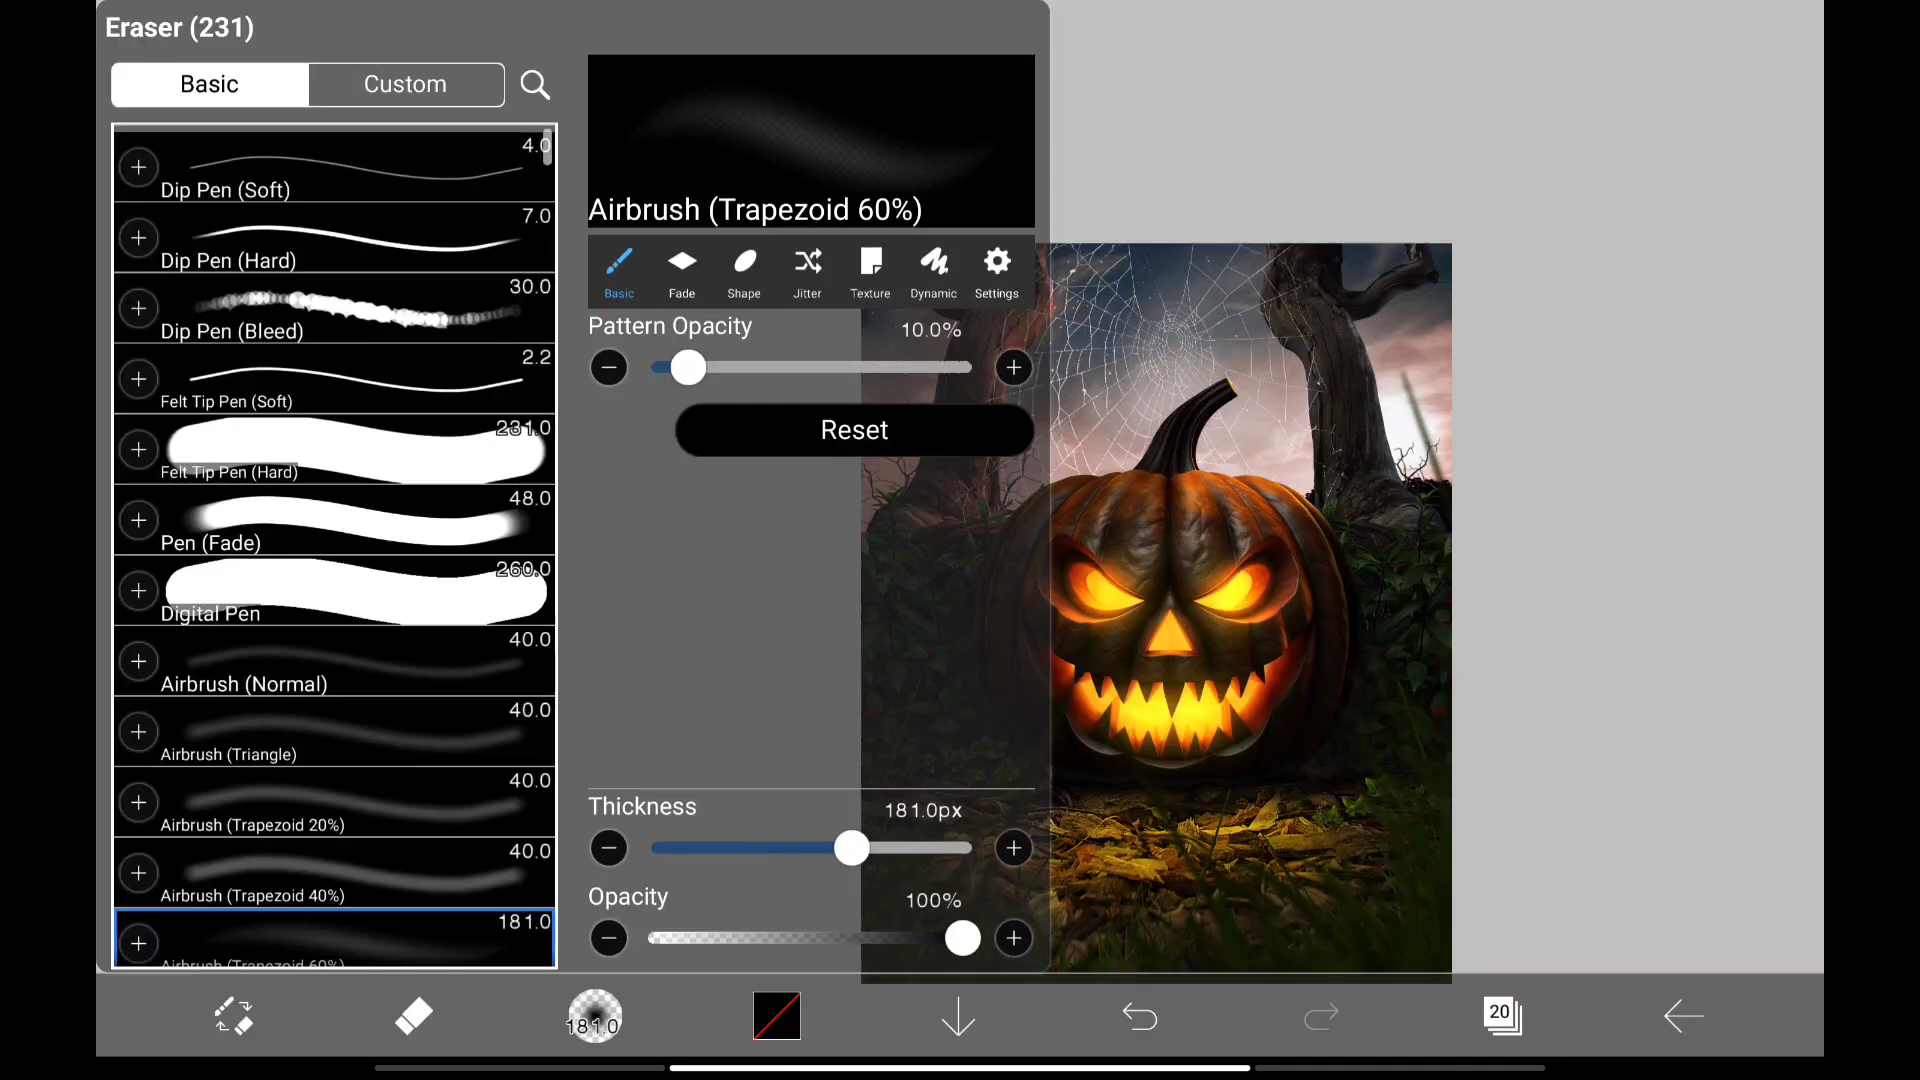 Eraser (231)
Basic
Custom
4.0
Dip Pen (Soft)
7.0
Dip Pen (Hard)
30.0
Dip Pen (Bleed)
2.2
Felt Tip Pen (Soft)
231.0
Felt Tip Pen (Hard)
48.0
Pen (Fade)
260.0
Digital Pen
40.0
Airbrush (Normal)
40.0
Airbrush (Triangle)
40.0
Airbrush (Trapezoid 20%)
40.0
Airbrush (Trapezoid 40%)
181.0
Airbrush (Trapezoid 60%)
Airbrush (Trapezoid 60%)
Basic
Fade
Shape
Jitter
Texture
Dynamic
Settings
Pattern Opacity
10.0%
Reset
Thickness
181.0px
Opacity
100%
181.0
20